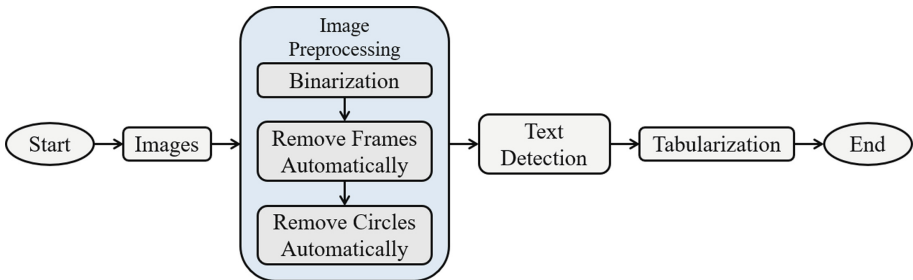 Start
Images
Image
Preprocessing
Binarization
Remove Frames
Automatically
Remove Circles
Automatically
Text
Detection
Tabularization
End